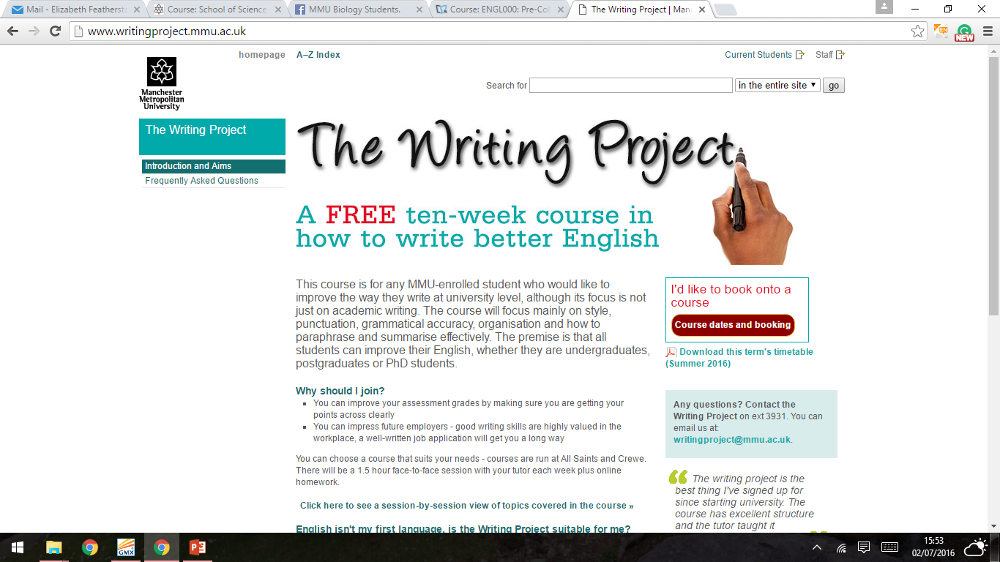 Mail - Elizabeth Featherst
Course: School of Science
MMU Biology Students.
Course: ENGL000: Pre-Col
The Writing Project | Man
www.writingproject.mmu.ac.uk
NEW
homepage A–Z Index Current Students Staff
Manchester
Metropolitan
University
Search for in the entire site go
The Writing Project
Introduction and Aims
Frequently Asked Questions
The Writing Project
A FREE ten-week course in
how to write better English
This course is for any MMU-enrolled student who would like to
improve the way they write at university level, although its focus is not
just on academic writing. The course will focus mainly on style,
punctuation, grammatical accuracy, organisation and how to
paraphrase and summarise effectively. The premise is that all
students can improve their English, whether they are undergraduates,
postgraduates or PhD students.
Why should I join?
You can improve your assessment grades by making sure you are getting your
points across clearly
You can impress future employers - good writing skills are highly valued in the
workplace, a well-written job application will get you a long way
You can choose a course that suits your needs - courses are run at All Saints and Crewe.
There will be a 1.5 hour face-to-face session with your tutor each week plus online
homework.
Click here to see a session-by-session view of topics covered in the course »
English isn't my first language, is the Writing Project suitable for me?
I'd like to book onto a
course
Course dates and booking
Download this term's timetable
(Summer 2016)
Any questions? Contact the
Writing Project on ext 3931. You can
email us at:
writingproject@mmu.ac.uk.
The writing project is the
best thing I've signed up for
since starting university. The
course has excellent structure
and the tutor taught it
GMX
15:53
02/07/2016